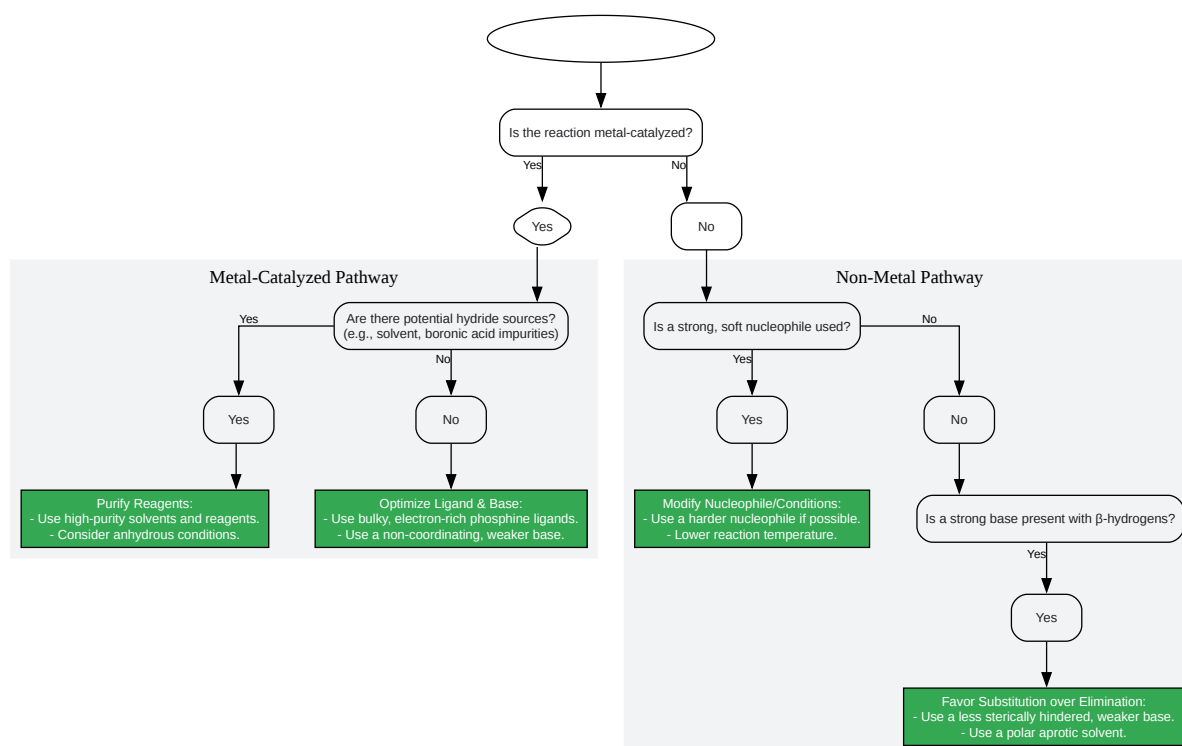 Is the reaction metal-catalyzed?
Yes
No
Yes
No
Metal-Catalyzed Pathway
Non-Metal Pathway
Are there potential hydride sources?
(e.g., solvent, boronic acid impurities)
Yes
No
Is a strong, soft nucleophile used?
Yes
No
Yes
No
Yes
No
Purify Reagents:
- Use high-purity solvents and reagents.
- Consider anhydrous conditions.
Optimize Ligand & Base:
- Use bulky, electron-rich phosphine ligands.
- Use a non-coordinating, weaker base.
Modify Nucleophile/Conditions:
- Use a harder nucleophile if possible.
- Lower reaction temperature.
Is a strong base present with β-hydrogens?
Yes
Yes
Favor Substitution over Elimination:
- Use a less sterically hindered, weaker base.
- Use a polar aprotic solvent.